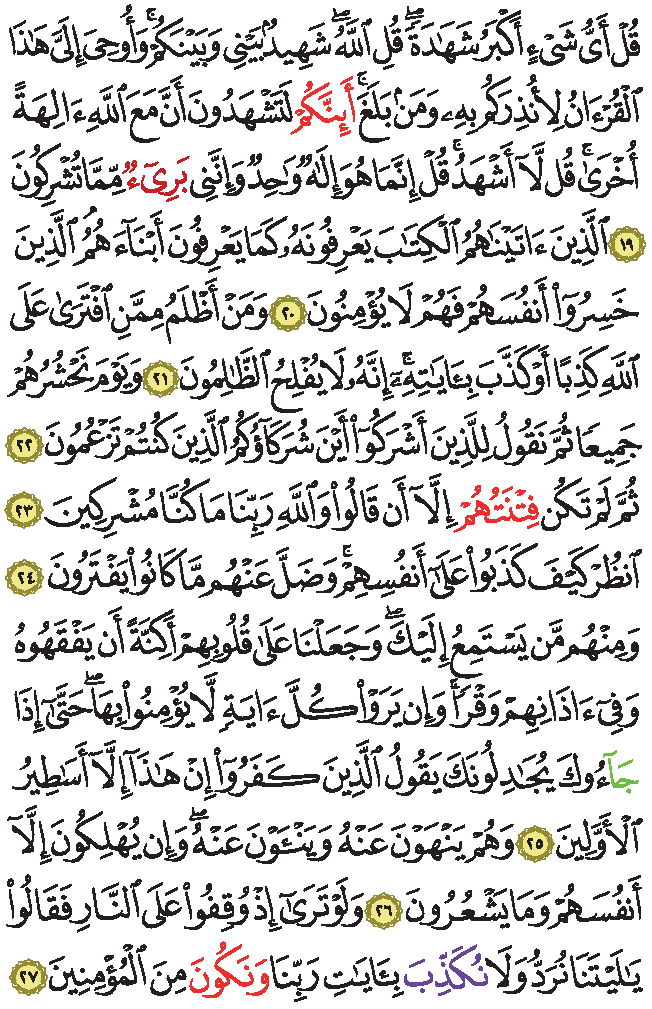 قُلْ أَىُّ شَىْءٍ أَكْبَرُ شَهَـٰدَةًۖ قُلِ ٱللَّهُۖ شَهِيدٌۢ بَيْنِى وَبَيْنَكُمْۚ وَأُوحِىَ إِلَىَّ هَـٰذَا
ٱلْقُرْءَانُ لِأُنذِرَكُم بِهِۦ وَمَنۢ بَلَغَۚ أَئِنَّكُمْ لَتَشْهَدُونَ أَنَّ مَعَ ٱللَّهِ ءَالِهَةً
أُخْرَىٰۚ قُل لَّآ أَشْهَدُۚ قُلْ إِنَّمَا هُوَ إِلَـٰهٌ وَٰحِدٌ وَإِنَّنِى بَرِىٓءٌ مِّمَّا تُشْرِكُونَ
١٩ ٱلَّذِينَ ءَاتَيْنَـٰهُمُ ٱلْكِتَـٰبَ يَعْرِفُونَهُۥ كَمَا يَعْرِفُونَ أَبْنَآءَهُمُۘ ٱلَّذِينَ
خَسِرُوٓا۟ أَنفُسَهُمْ فَهُمْ لَا يُؤْمِنُونَ ٢٠ وَمَنْ أَظْلَمُ مِمَّنِ ٱفْتَرَىٰ عَلَى
ٱللَّهِ كَذِبًا أَوْ كَذَّبَ بِـَٔايَـٰتِهِۦٓۚ إِنَّهُۥ لَا يُفْلِحُ ٱلظَّـٰلِمُونَ ٢١ وَيَوْمَ نَحْشُرُهُمْ
جَمِيعًا ثُمَّ نَقُولُ لِلَّذِينَ أَشْرَكُوٓا۟ أَيْنَ شُرَكَآؤُكُمُ ٱلَّذِينَ كُنتُمْ تَزْعُمُونَ ٢٢
ثُمَّ لَمْ تَكُن فِتْنَتُهُمْ إِلَّآ أَن قَالُوا۟ وَٱللَّهِ رَبِّنَا مَا كُنَّا مُشْرِكِينَ ٢٣
ٱنظُرْ كَيْفَ كَذَبُوا۟ عَلَىٰٓ أَنفُسِهِمْۚ وَضَلَّ عَنْهُم مَّا كَانُوا۟ يَفْتَرُونَ ٢٤
وَمِنْهُم مَّن يَسْتَمِعُ إِلَيْكَۖ وَجَعَلْنَا عَلَىٰ قُلُوبِهِمْ أَكِنَّةً أَن يَفْقَهُوهُ
وَفِىٓ ءَاذَانِهِمْ وَقْرًاۚ وَإِن يَرَوْا۟ كُلَّ ءَايَةٍ لَّا يُؤْمِنُوا۟ بِهَاۖ حَتَّىٰٓ إِذَا
جَآءُوكَ يُجَـٰدِلُونَكَ يَقُولُ ٱلَّذِينَ كَفَرُوٓا۟ إِنْ هَـٰذَآ إِلَّآ أَسَـٰطِيرُ
ٱلْأَوَّلِينَ ٢٥ وَهُمْ يَنْهَوْنَ عَنْهُ وَيَنْـَٔوْنَ عَنْهُۖ وَإِن يُهْلِكُونَ إِلَّآ
أَنفُسَهُمْ وَمَا يَشْعُرُونَ ٢٦ وَلَوْ تَرَىٰٓ إِذْ وُقِفُوا۟ عَلَى ٱلنَّارِ فَقَالُوا۟
يَـٰلَيْتَنَا نُرَدُّ وَلَا نُكَذِّبَ بِـَٔايَـٰتِ رَبِّنَا وَنَكُونَ مِنَ ٱلْمُؤْمِنِينَ ٢٧